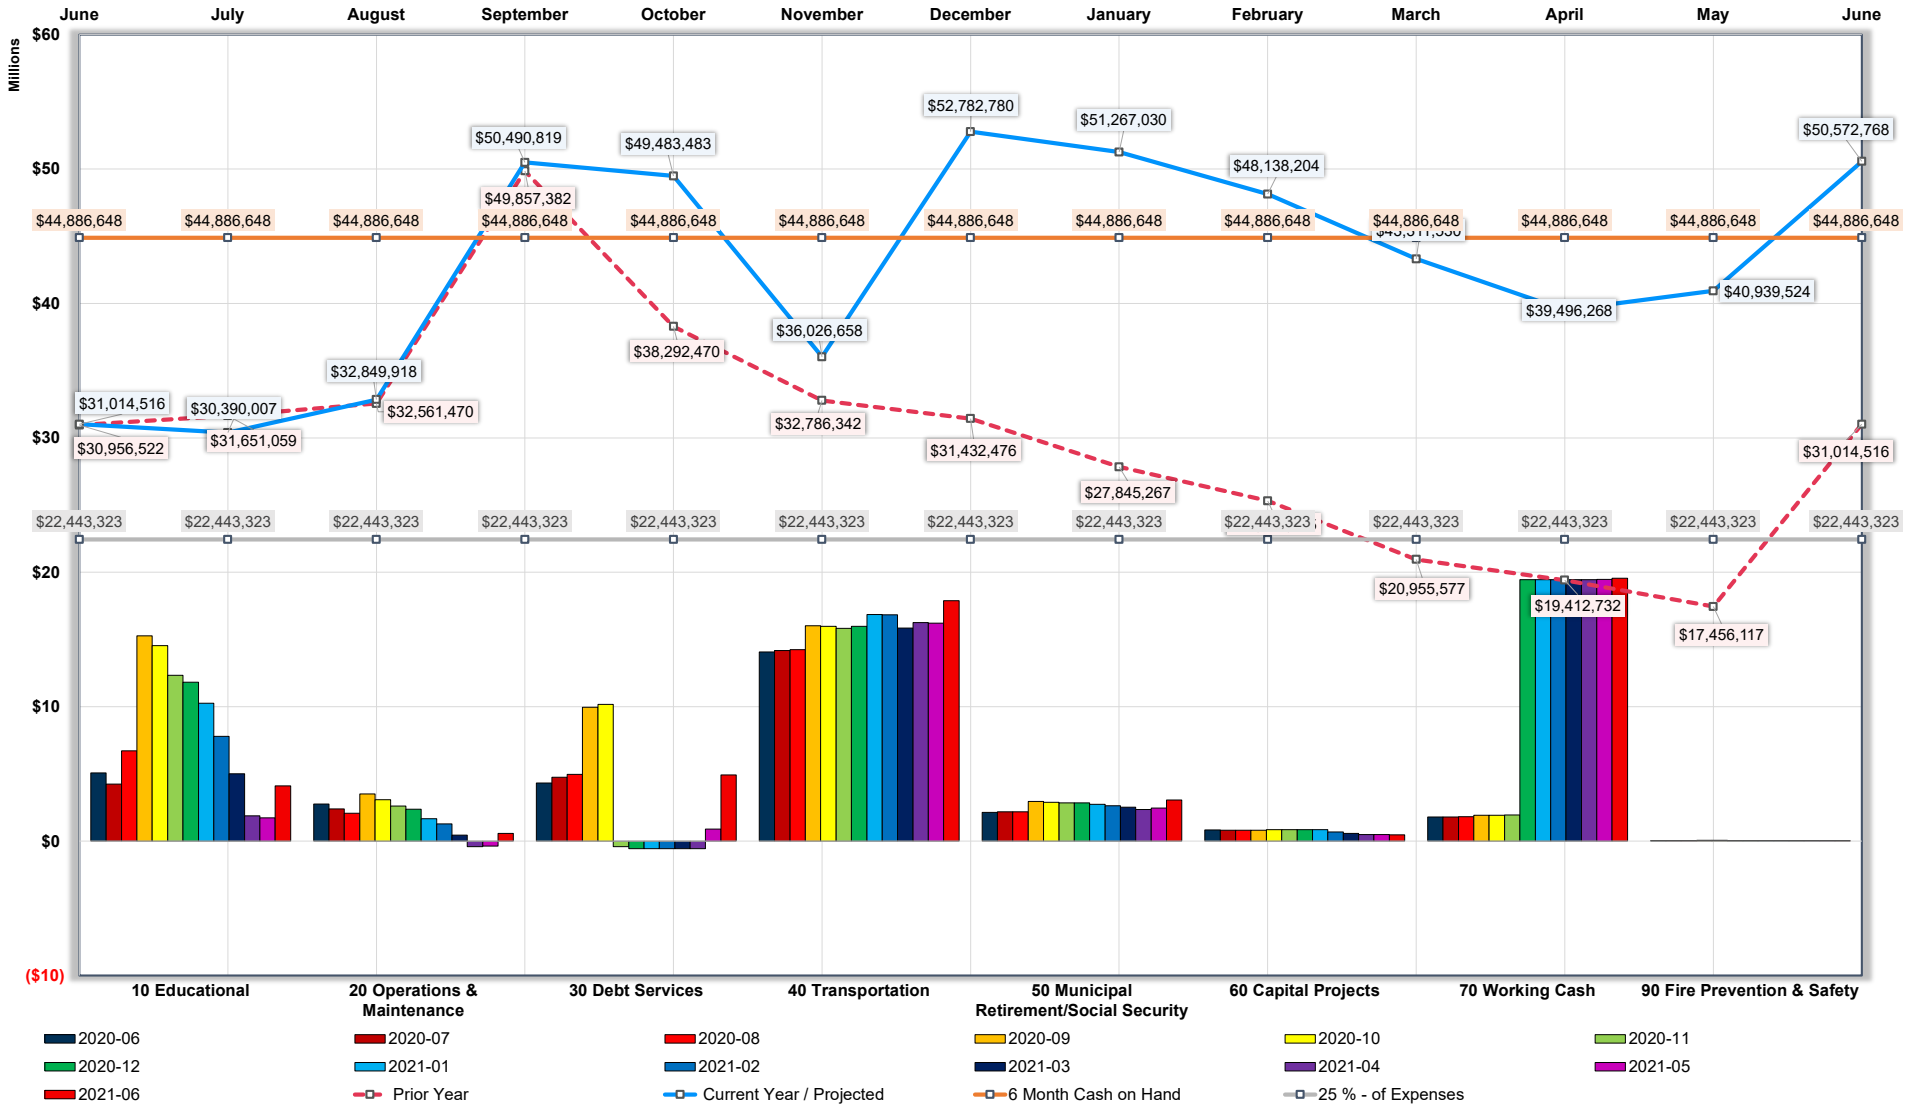 June July August September October November December January February March April May June
Millions
$60
$50
$40
$30
$20
$10
$0
($10)
$52,782,780
$51,267,030
$50,490,819
$49,483,483
$50,572,768
$48,138,204
$49,857,382
$44,886,648 $44,886,648 $44,886,648 $44,886,648 $44,886,648 $44,886,648 $44,886,648 $44,886,648 $44,886,648 $44,886,648 $44,886,648 $44,886,648 $44,886,648
$40,939,524
$39,496,268
$36,026,658
$38,292,470
$32,849,918
$31,014,516
$30,390,007
$32,561,470
$30,956,522
$31,651,059
$32,786,342
$31,432,476
$31,014,516
$27,845,267
$22,443,323 $22,443,323 $22,443,323 $22,443,323 $22,443,323 $22,443,323 $22,443,323 $22,443,323 $22,443,323 $22,443,323 $22,443,323 $22,443,323 $22,443,323
$20,955,577
$19,412,732
$17,456,117
10 Educational
20 Operations &
Maintenance
30 Debt Services
40 Transportation
50 Municipal
Retirement/Social Security
60 Capital Projects
70 Working Cash
90 Fire Prevention & Safety
2020-06 2020-07 2020-08 2020-09 2020-10 2020-11
2020-12 2021-01 2021-02 2021-03 2021-04 2021-05
2021-06 Prior Year Current Year / Projected 6 Month Cash on Hand 25 % - of Expenses